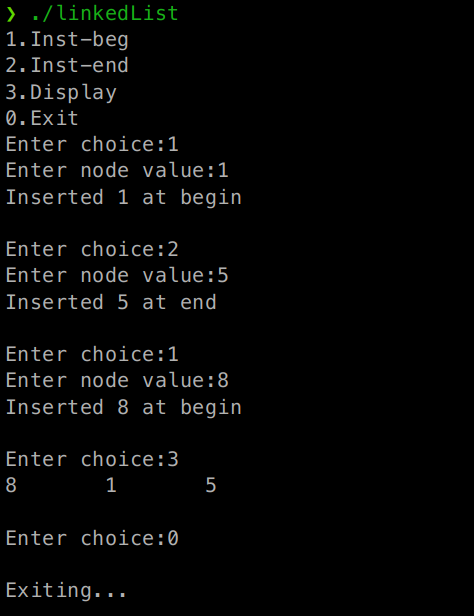 ❯ ./linkedList
1.Inst-beg
2.Inst-end
3.Display
0.Exit
Enter choice:1
Enter node value:1
Inserted 1 at begin
Enter choice:2
Enter node value:5
Inserted 5 at end
Enter choice:1
Enter node value:8
Inserted 8 at begin
Enter choice:3
8       1       5
Enter choice:0
Exiting...